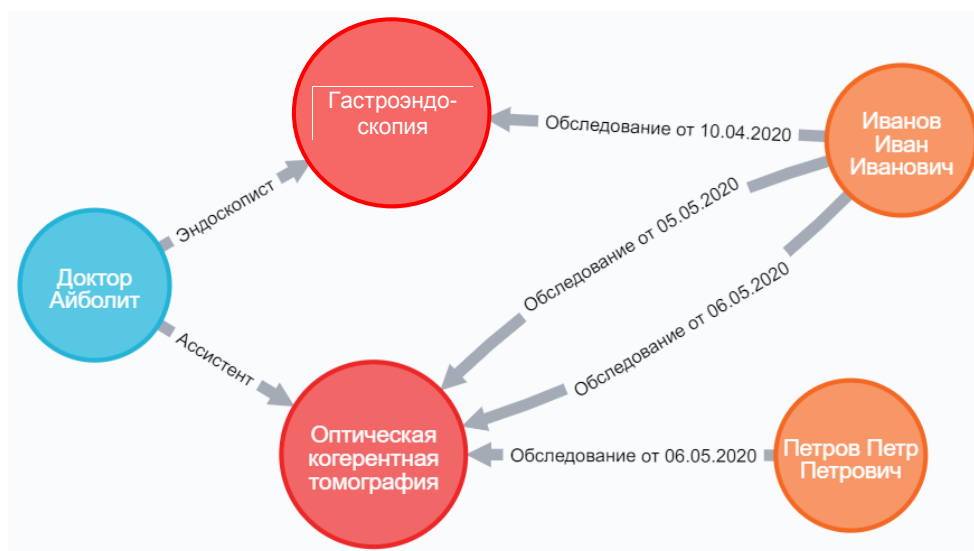 Гастроэндо-
скопия
Обследование от 10.04.2020
Иванов
Иван
Иванович
Эндоскопист
Обследование от 05.05.2020
Доктор
Айболит
Обследование от 06.05.2020
Ассистент
Оптическая
когерентная
томография
Обследование от 06.05.2020
Петров Петр
Петрович